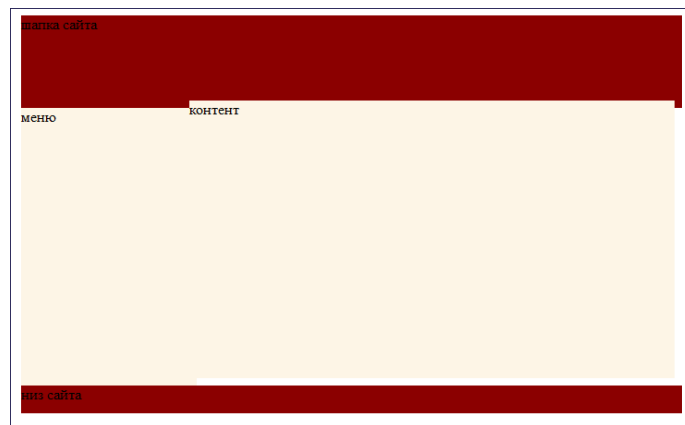 шапка сайта
контент
меню
низ сайта